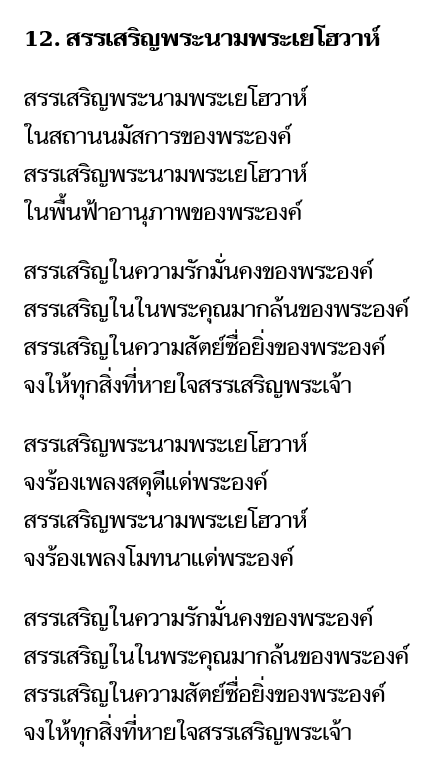 12. สรรเสริญพระนามพระเยโฮวาห์
สรรเสริญพระนามพระเยโฮวาห์
ในสถานนมัสการของพระองค์
สรรเสริญพระนามพระเยโฮวาห์
ในพื้นฟ้าอานุภาพของพระองค์
สรรเสริญในความรักมั่นคงของพระองค์
สรรเสริญในในพระคุณมากล้นของพระองค์
สรรเสริญในความสัตย์ซื่อยิ่งของพระองค์
จงให้ทุกสิ่งที่หายใจสรรเสริญพระเจ้า
สรรเสริญพระนามพระเยโฮวาห์
จงร้องเพลงสดุดีแด่พระองค์
สรรเสริญพระนามพระเยโฮวาห์
จงร้องเพลงโมทนาแด่พระองค์
สรรเสริญในความรักมั่นคงของพระองค์
สรรเสริญในในพระคุณมากล้นของพระองค์
สรรเสริญในความสัตย์ซื่อยิ่งของพระองค์
จงให้ทุกสิ่งที่หายใจสรรเสริญพระเจ้า